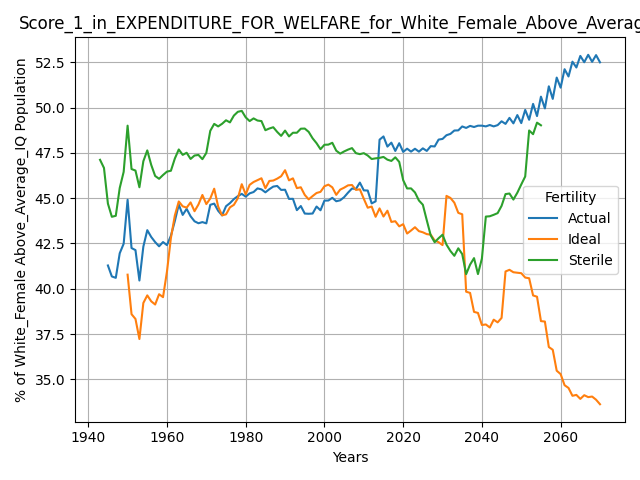 Score_1_in_EXPENDITURE_FOR_WELFARE_for_White_Female_Above_Averag
% of White_Female Above_Average_IQ Population
52.5
50.0
47.5
45.0
42.5
40.0
37.5
35.0
Fertility
Actual
Ideal
Sterile
1940 1960 1980 2000 2020 2040 2060
Years